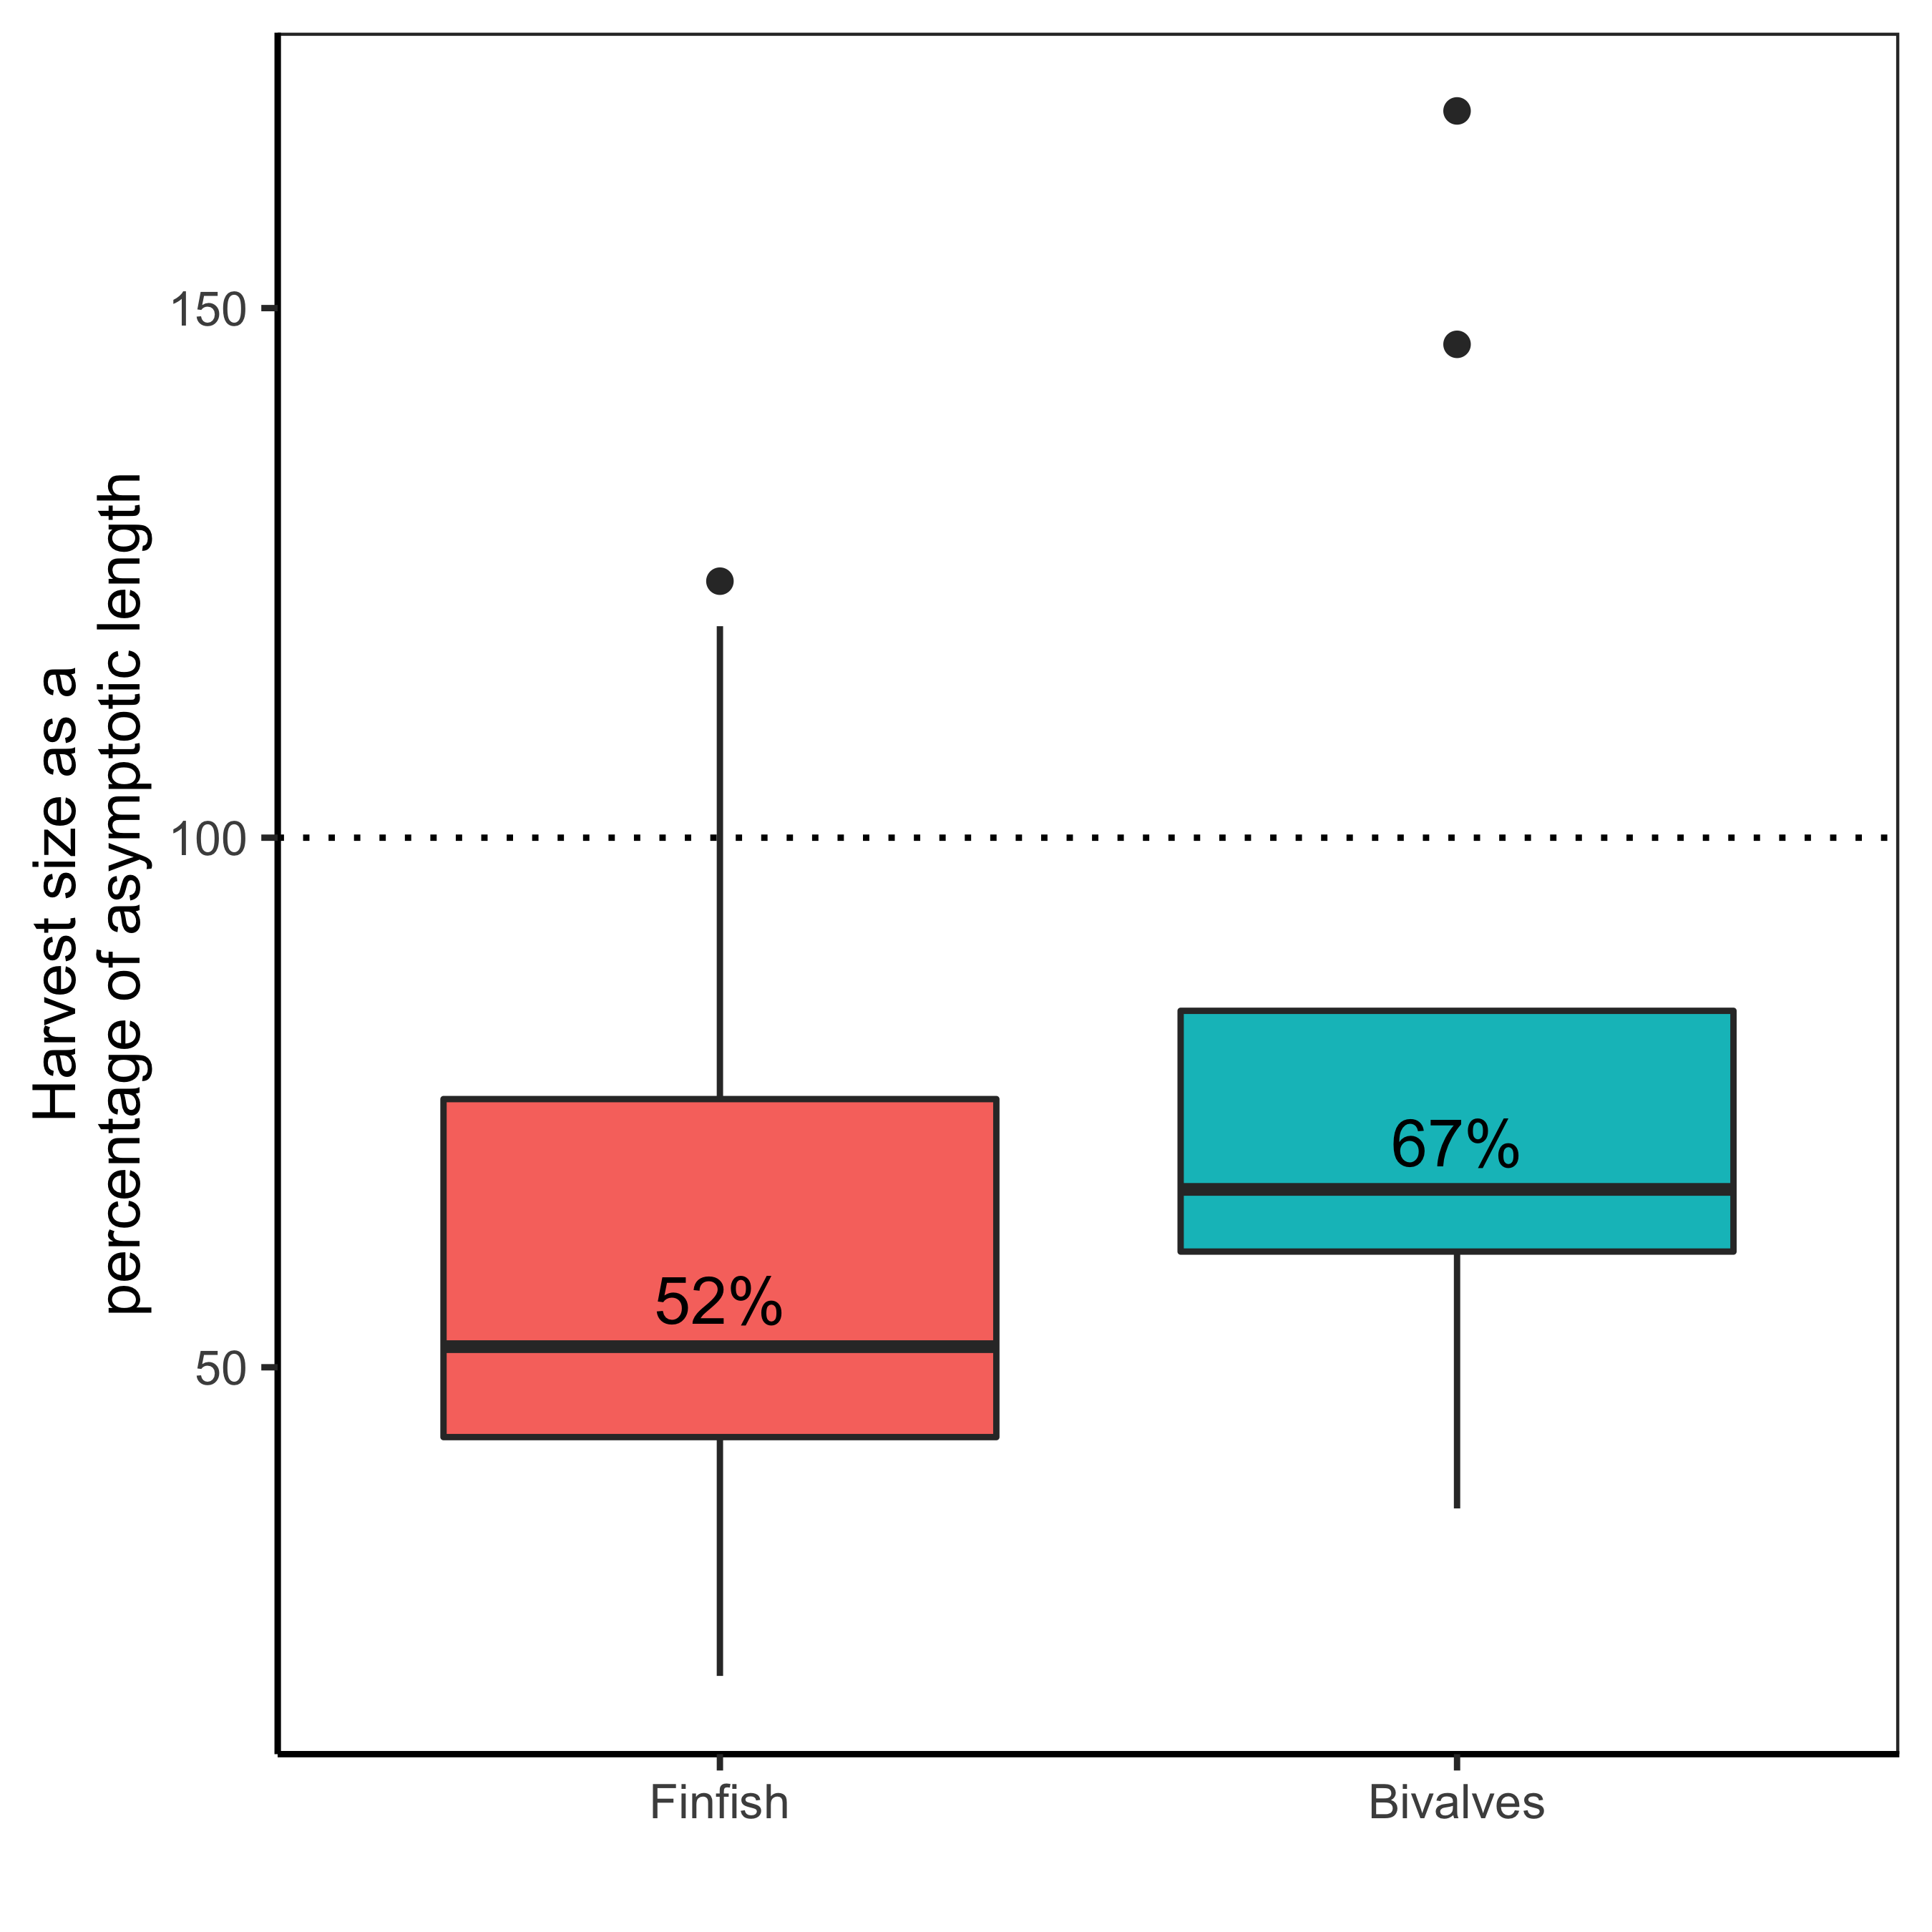 Harvest size as a
percentage of asymptotic length
150
100
50
52%
67%
Finfish
Bivalves